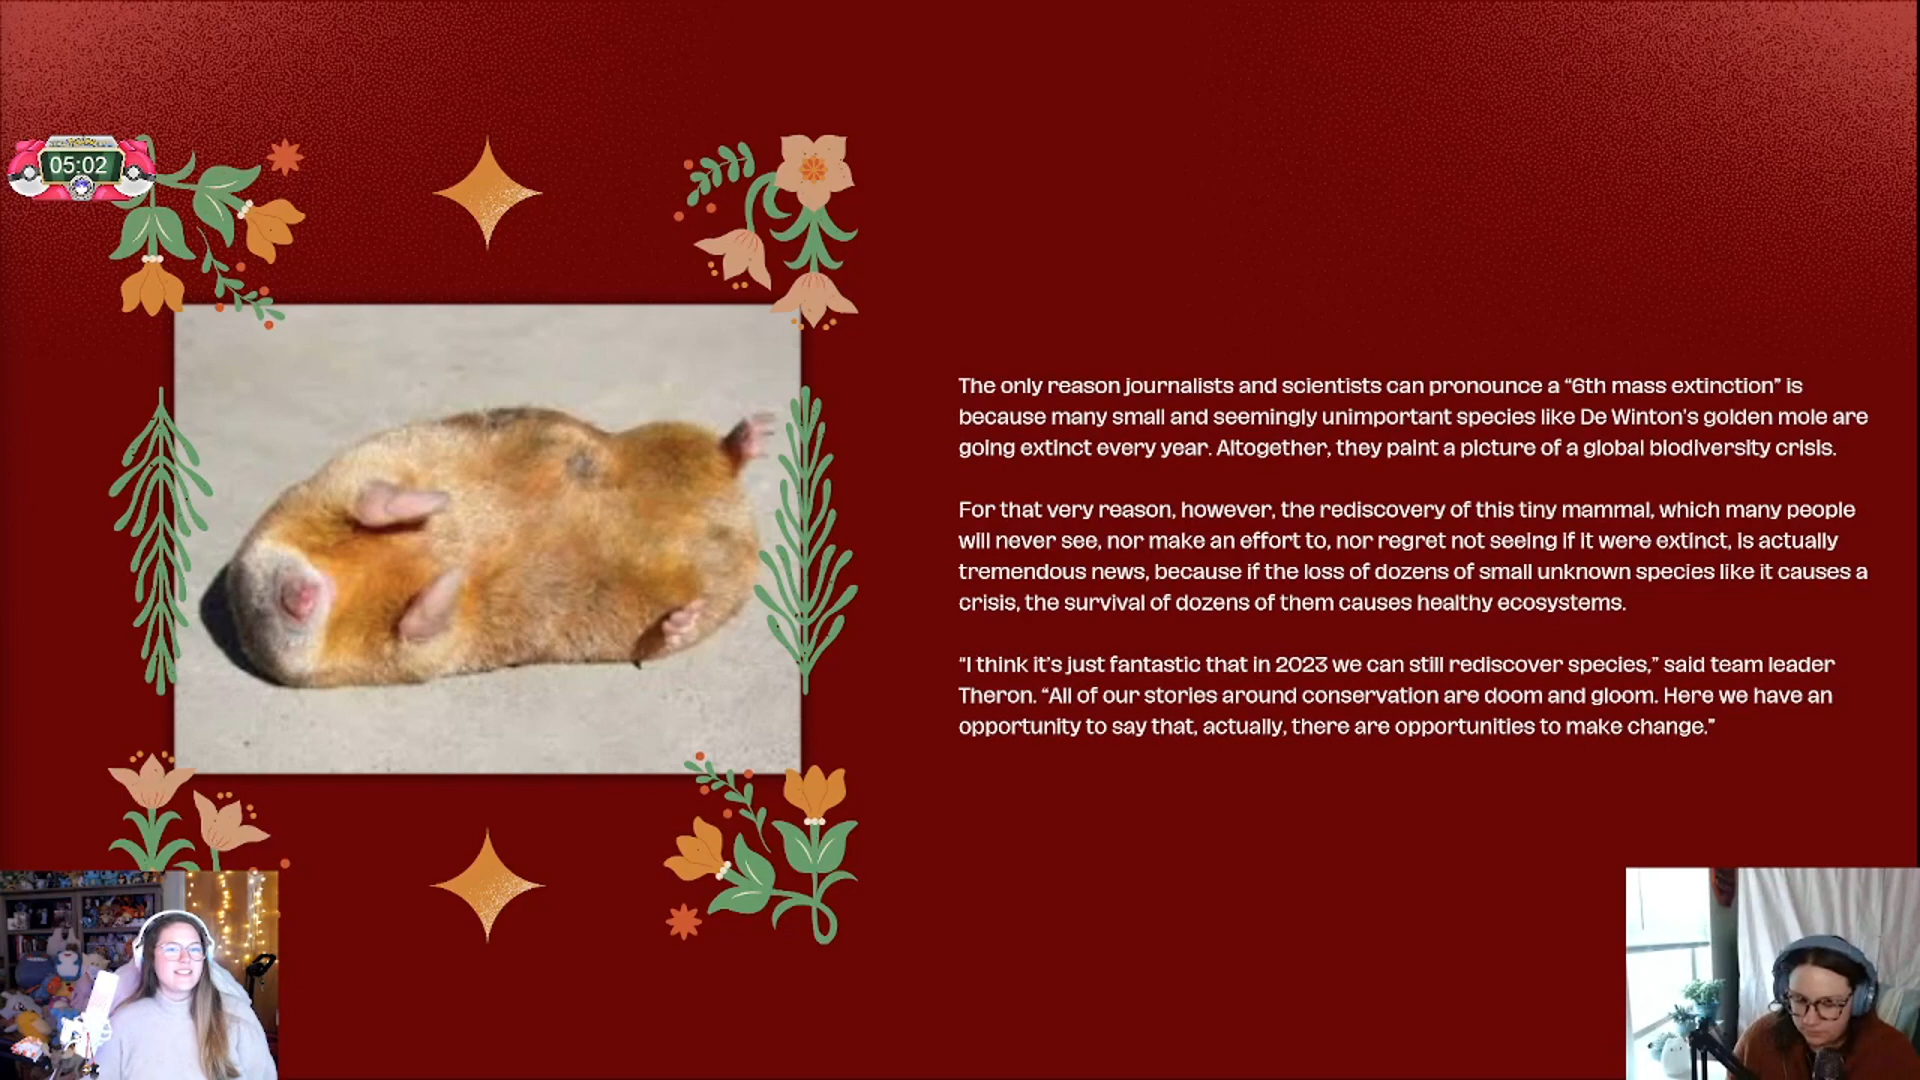 05:02
The only reason journalists and scientists can pronounce a “6th mass extinction” is
because many small and seemingly unimportant species like De Winton's golden mole are
going extinct every year. Altogether, they paint a picture of a global biodiversity crisis.
For that very reason, however, the rediscovery of this tiny mammal, which many people
will never see, nor make an effort to, nor regret not seeing if it were extinct, is actually
tremendous news, because if the loss of dozens of small unknown species like it causes a
crisis, the survival of dozens of them causes healthy ecosystems.
“I think it's just fantastic that in 2023 we can still rediscover species,” said team leader
Theron. “All of our stories around conservation are doom and gloom. Here we have an
opportunity to say that, actually, there are opportunities to make change.”